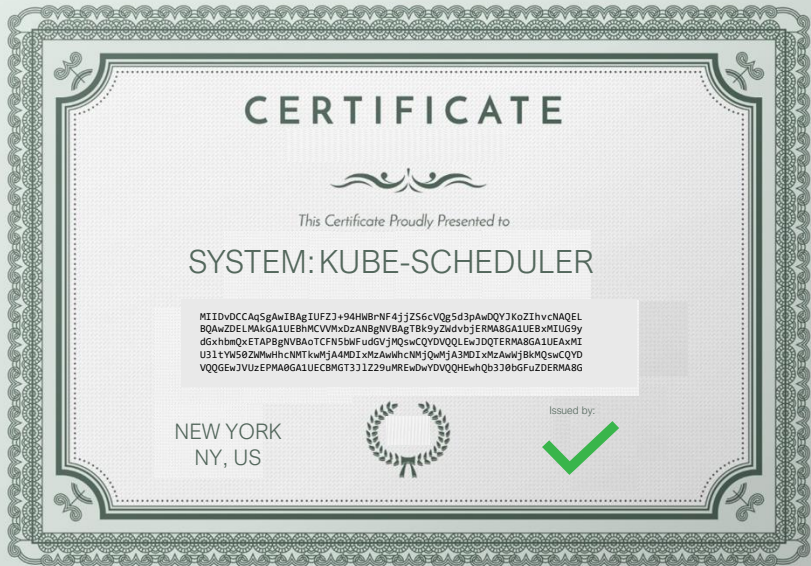 CERTIFICATE
This Certificate Proudly Presented to
SYSTEM: KUBE-SCHEDULER
MIIDvDCCAqSgAwIBAgIUFZJ+94HWBrNF4jjZS6cVQg5d3pAwDQYJKoZIhvcNAQEL
BQAwZDELMAkGA1UEBhMCVVMxDzANBgNVBAgTBk9yZWdvbjERMA8GA1UEBxMIUG9y
dGxhbmQxETAPBgNVBAoTCFN5bWFudGVjMQswCQYDVQQLEwJDQTERMA8GA1UEAxMI
U3ltYW50ZWMwHhcNMTkwMjA4MDIxMzAwWhcNMjQwMjA3MDIxMzAwWjBkMQswCQYD
VQQGEwJVUzEPMA0GA1UECBMGT3JlZ29uMREwDwYDVQQHEwhQb3J0bGFuZDERMA8G
Issued by:
NEW YORK
NY, US